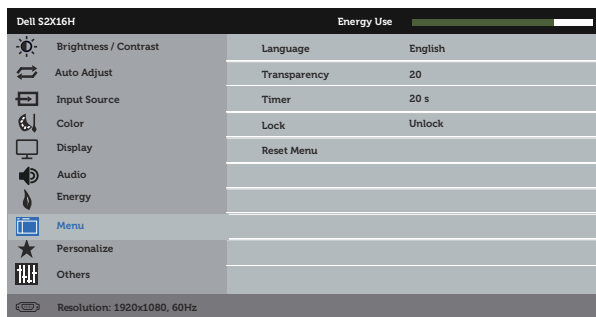 Dell S2X16H Energy Use
Brightness / Contrast Language English
Auto Adjust Transparency 20
Input Source Timer 20 s
Color Lock Unlock
Display Reset Menu
Audio
Energy
Menu
Personalize
Others
Resolution: 1920x1080, 60Hz